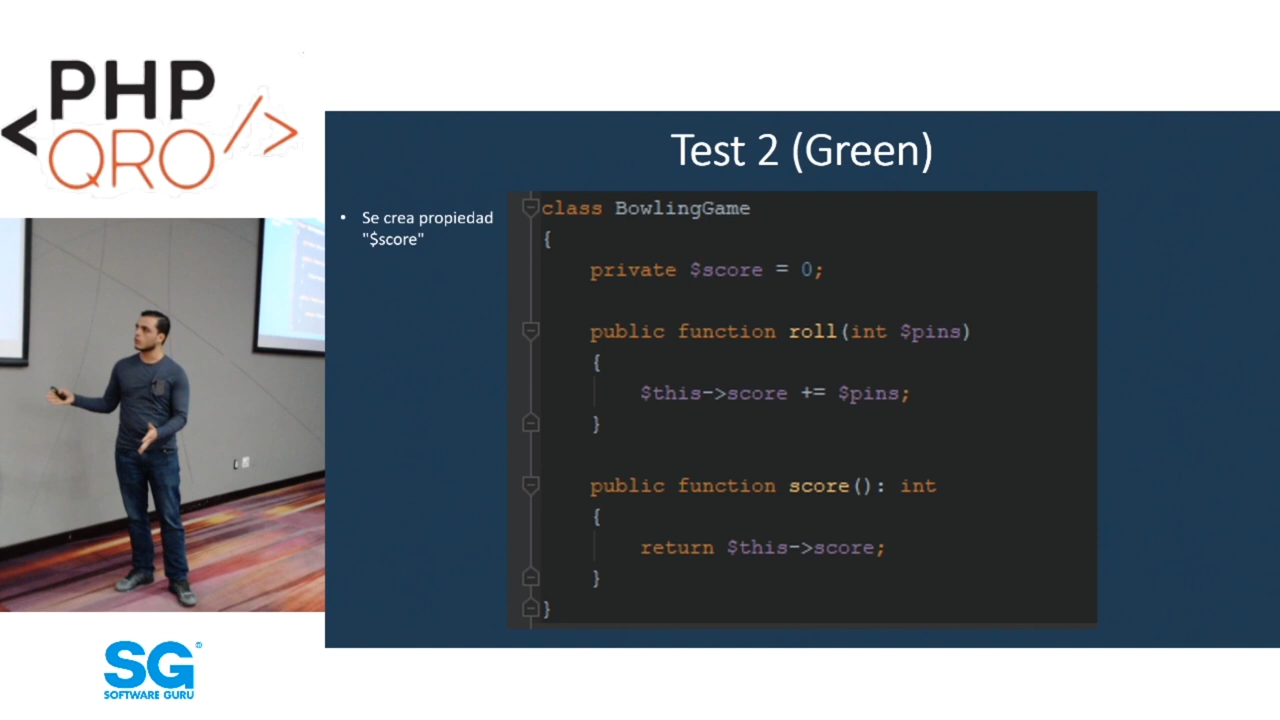 PHP
< QRO />
Test 2 (Green)
• Se crea propiedad
"$score"
class BowlingGame
{
    private $score = 0;
    public function roll(int $pins)
    {
        $this->score += $pins;
    }
    public function score(): int
    {
        return $this->score;
    }
}
SG®
SOFTWARE GURU